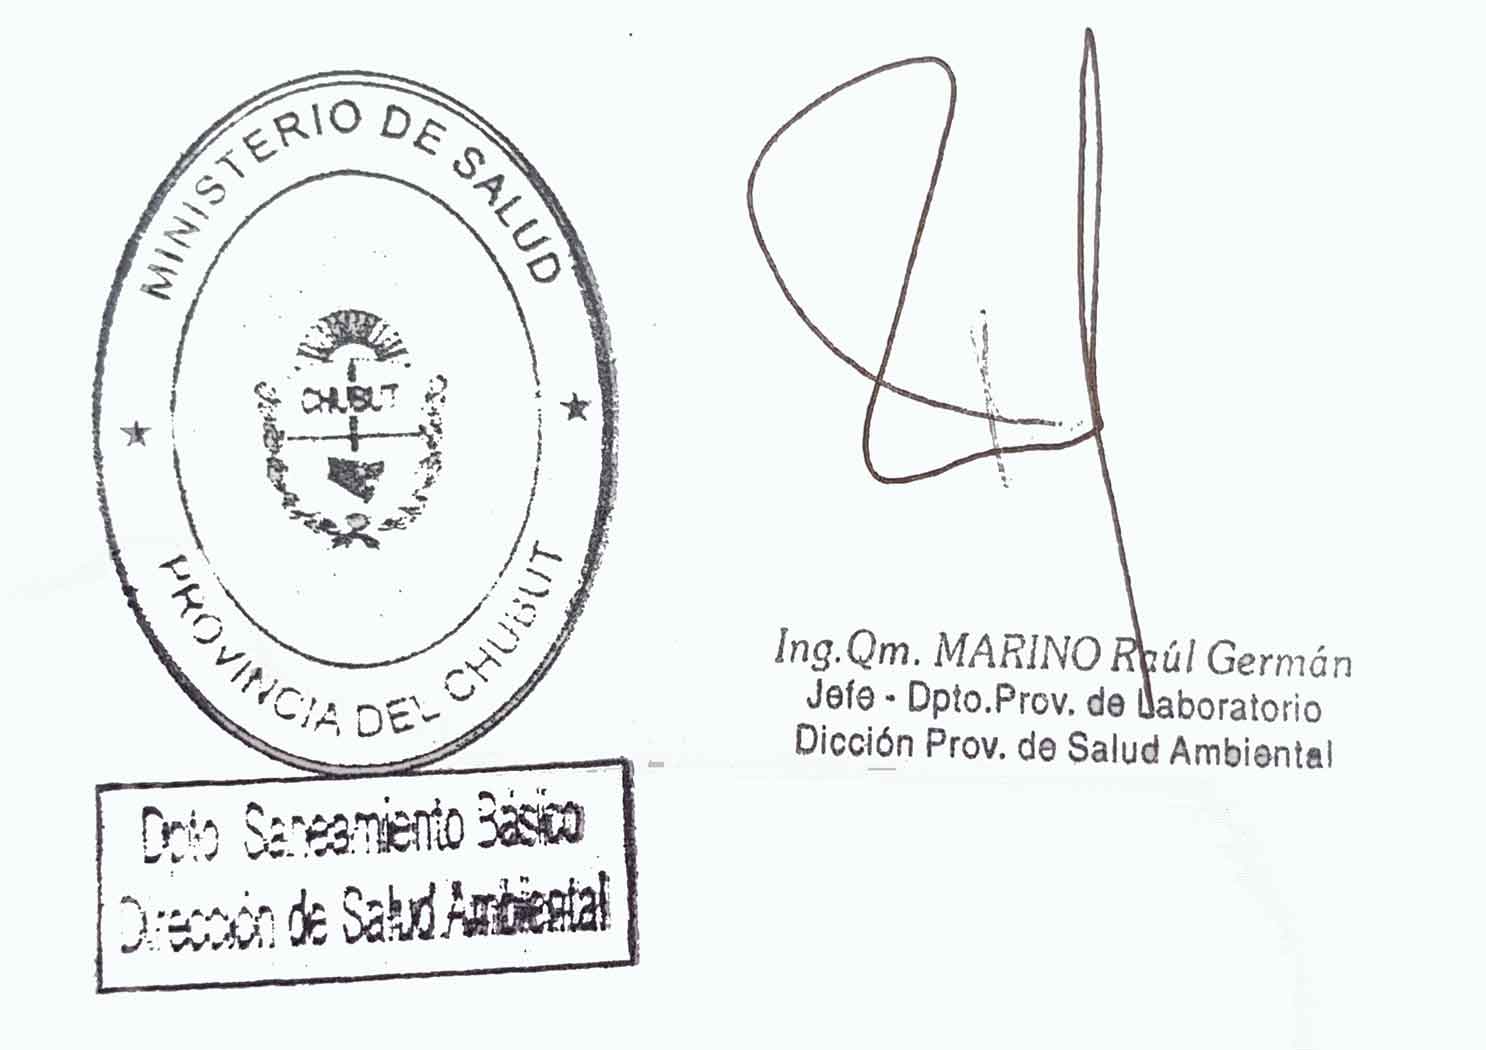 MINISTERIO DE SALUD
CHUBUT
PROVINCIA DEL CHUBUT
Dpto Saneamiento Básico
Dirección de Salud Ambiental
Ing.Qm. MARINO Raúl Germán
Jefe - Dpto.Prov. de Laboratorio
Dicción Prov. de Salud Ambiental